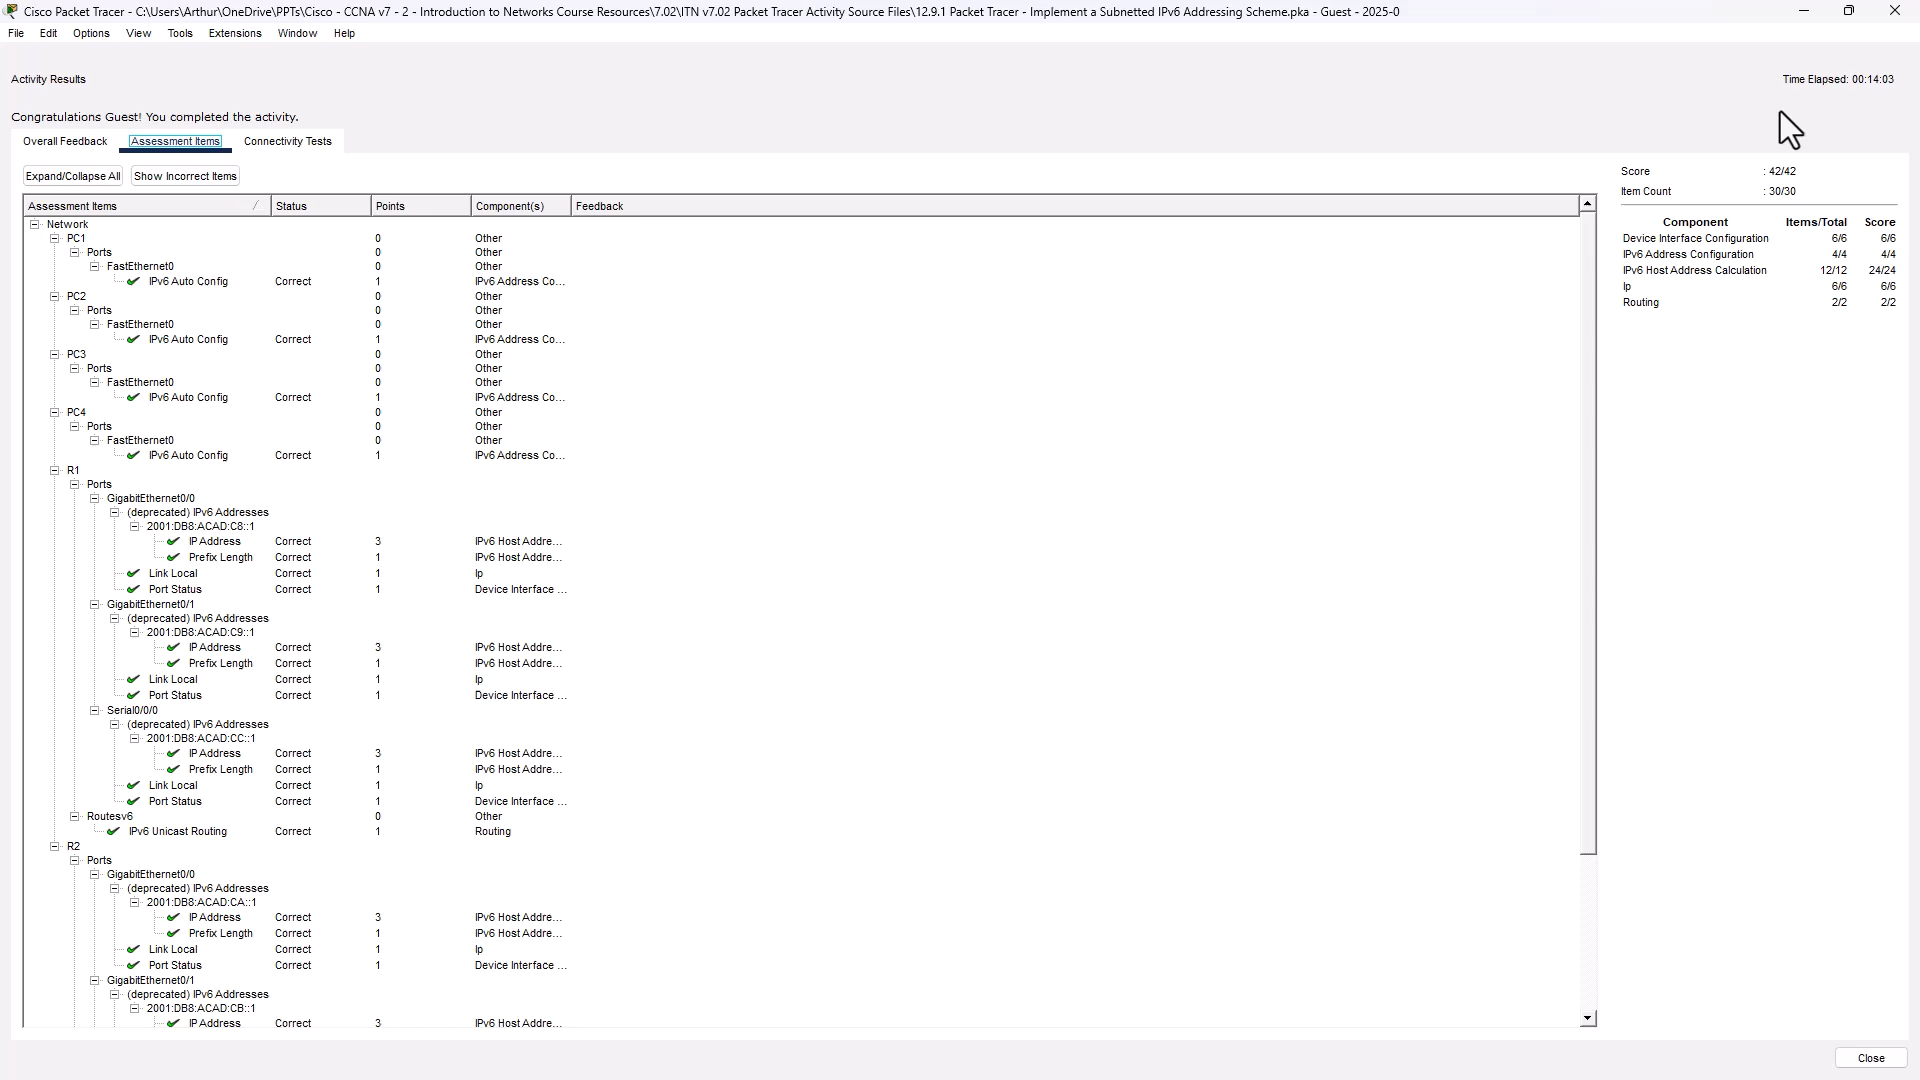 Cisco Packet Tracer - C:\Users\Arthur\OneDrive\PPTs\Cisco - CCNA v7 - 2 - Introduction to Networks Course Resources\7.02\ITN v7.02 Packet Tracer Activity Source Files\12.9.1 Packet Tracer - Implement a Subnetted IPv6 Addressing Scheme.pka - Guest - 2025-0
File Edit Options View Tools Extensions Window Help
Activity Results Time Elapsed: 00:14:03
Congratulations Guest! You completed the activity.
Overall Feedback Assessment Items Connectivity Tests
Expand/Collapse All Show Incorrect Items
Assessment Items Status Points Component(s) Feedback
Network
PC1 0 Other
Ports 0 Other
FastEthernet0 0 Other
IPv6 Auto Config Correct 1 IPv6 Address Co...
PC2 0 Other
Ports 0 Other
FastEthernet0 0 Other
IPv6 Auto Config Correct 1 IPv6 Address Co...
PC3 0 Other
Ports 0 Other
FastEthernet0 0 Other
IPv6 Auto Config Correct 1 IPv6 Address Co...
PC4 0 Other
Ports 0 Other
FastEthernet0 0 Other
IPv6 Auto Config Correct 1 IPv6 Address Co...
R1
Ports
GigabitEthernet0/0
(deprecated) IPv6 Addresses
2001:DB8:ACAD:C8::1
IP Address Correct 3 IPv6 Host Addre...
Prefix Length Correct 1 IPv6 Host Addre...
Link Local Correct 1 Ip
Port Status Correct 1 Device Interface ...
GigabitEthernet0/1
(deprecated) IPv6 Addresses
2001:DB8:ACAD:C9::1
IP Address Correct 3 IPv6 Host Addre...
Prefix Length Correct 1 IPv6 Host Addre...
Link Local Correct 1 Ip
Port Status Correct 1 Device Interface ...
Serial0/0/0
(deprecated) IPv6 Addresses
2001:DB8:ACAD:CC::1
IP Address Correct 3 IPv6 Host Addre...
Prefix Length Correct 1 IPv6 Host Addre...
Link Local Correct 1 Ip
Port Status Correct 1 Device Interface ...
Routesv6 0 Other
IPv6 Unicast Routing Correct 1 Routing
R2
Ports
GigabitEthernet0/0
(deprecated) IPv6 Addresses
2001:DB8:ACAD:CA::1
IP Address Correct 3 IPv6 Host Addre...
Prefix Length Correct 1 IPv6 Host Addre...
Link Local Correct 1 Ip
Port Status Correct 1 Device Interface ...
GigabitEthernet0/1
(deprecated) IPv6 Addresses
2001:DB8:ACAD:CB::1
IP Address Correct 3 IPv6 Host Addre...
Score : 42/42
Item Count : 30/30
Component Items/Total Score
Device Interface Configuration 6/6 6/6
IPv6 Address Configuration 4/4 4/4
IPv6 Host Address Calculation 12/12 24/24
Ip 6/6 6/6
Routing 2/2 2/2
Close